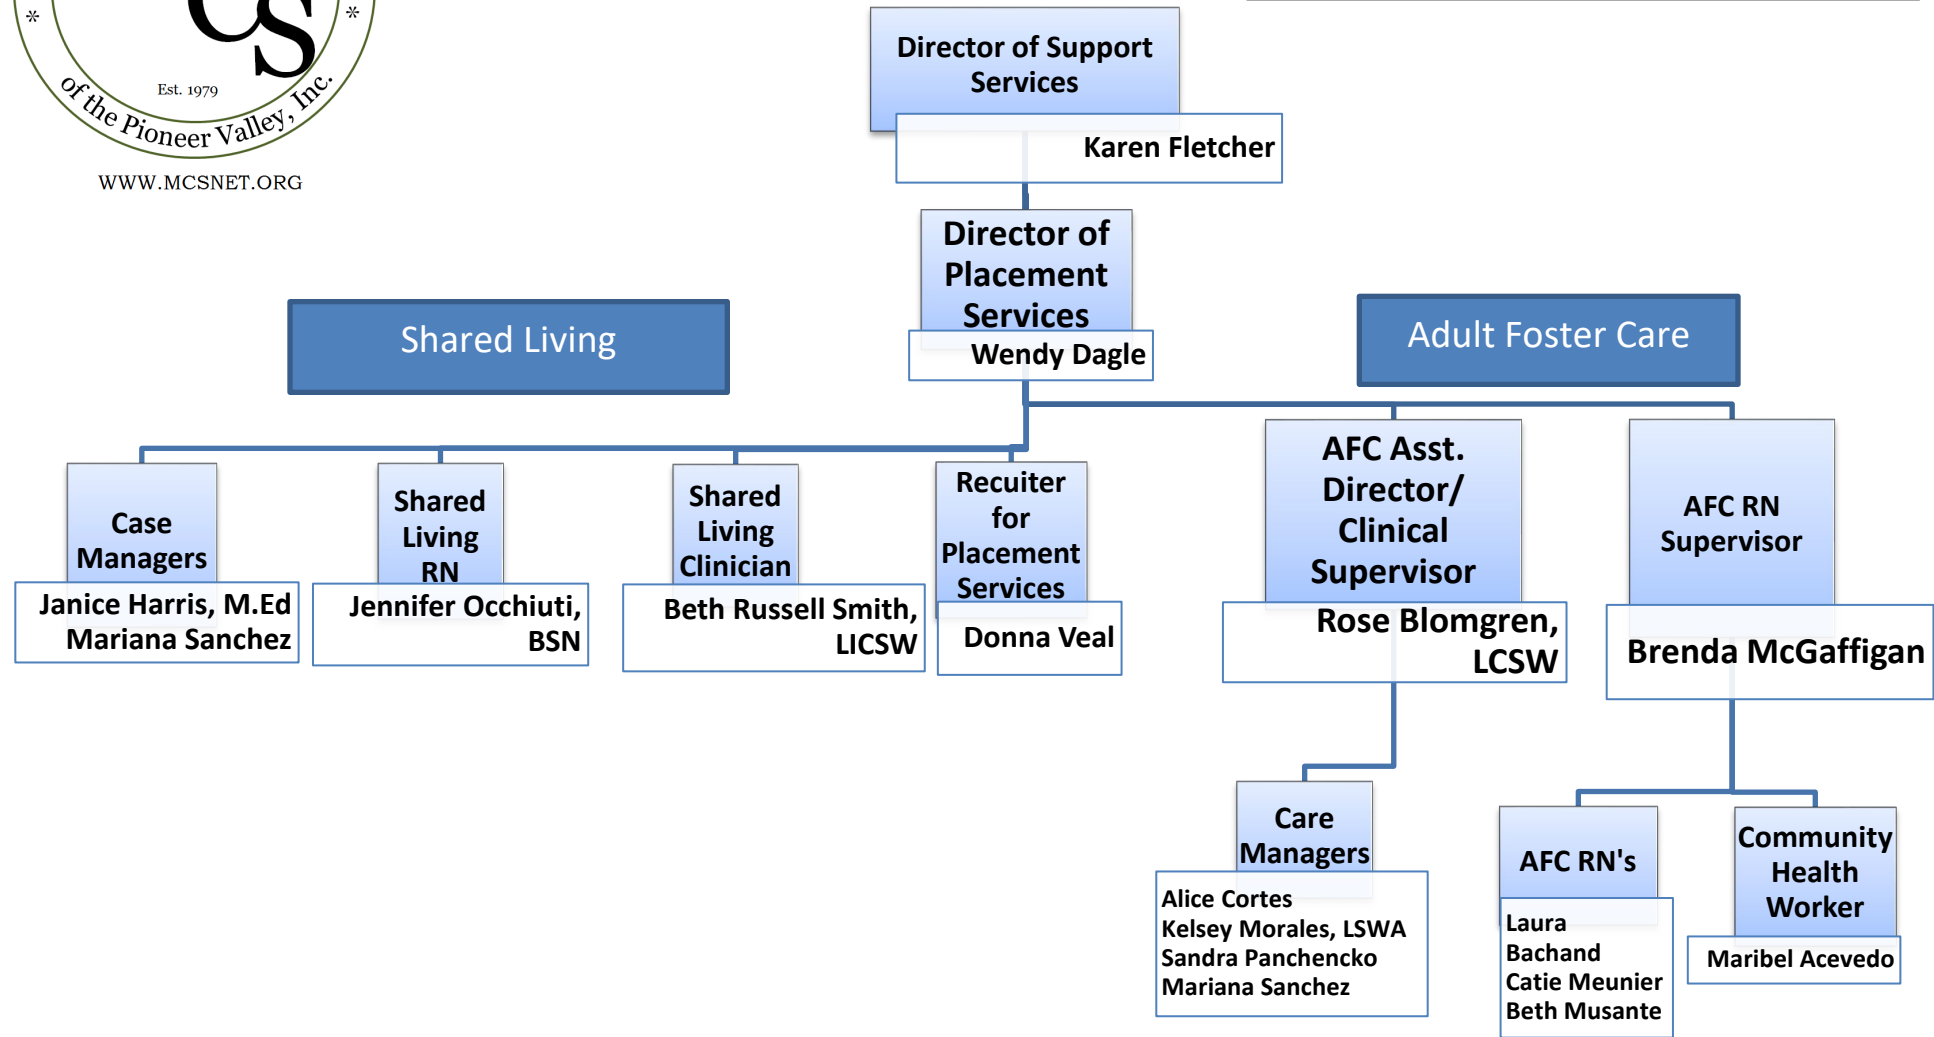 CS
Est. 1979
* of the Pioneer Valley, Inc. *
WWW.MCSNET.ORG
Director of Support
Services
Karen Fletcher
Director of
Placement
Services
Wendy Dagle
Shared Living
Adult Foster Care
Case
Managers
Janice Harris, M.Ed
Mariana Sanchez
Shared
Living
RN
Jennifer Occhiuti,
BSN
Shared
Living
Clinician
Beth Russell Smith,
LICSW
Recuiter
for
Placement
Services
Donna Veal
AFC Asst.
Director/
Clinical
Supervisor
Rose Blomgren,
LCSW
AFC RN
Supervisor
Brenda McGaffigan
Care
Managers
Alice Cortes
Kelsey Morales, LSWA
Sandra Panchencko
Mariana Sanchez
AFC RN's
Laura
Bachand
Catie Meunier
Beth Musante
Community
Health
Worker
Maribel Acevedo